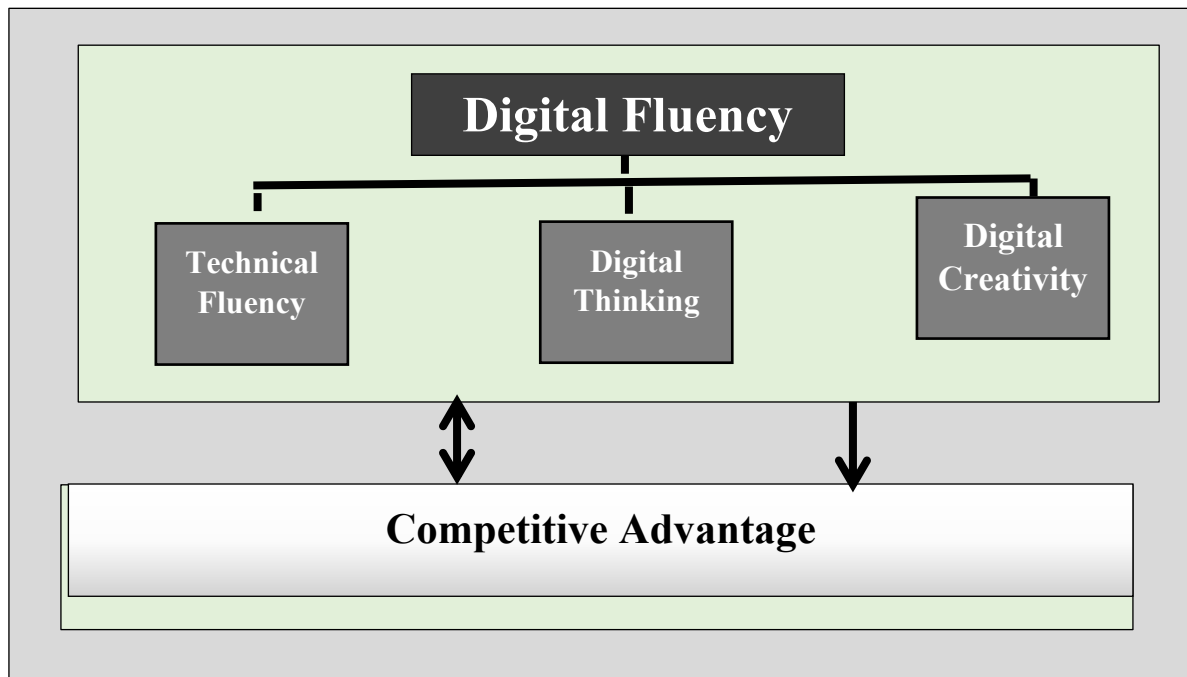 Digital Fluency
Technical
Fluency
Digital
Thinking
Digital
Creativity
Competitive Advantage